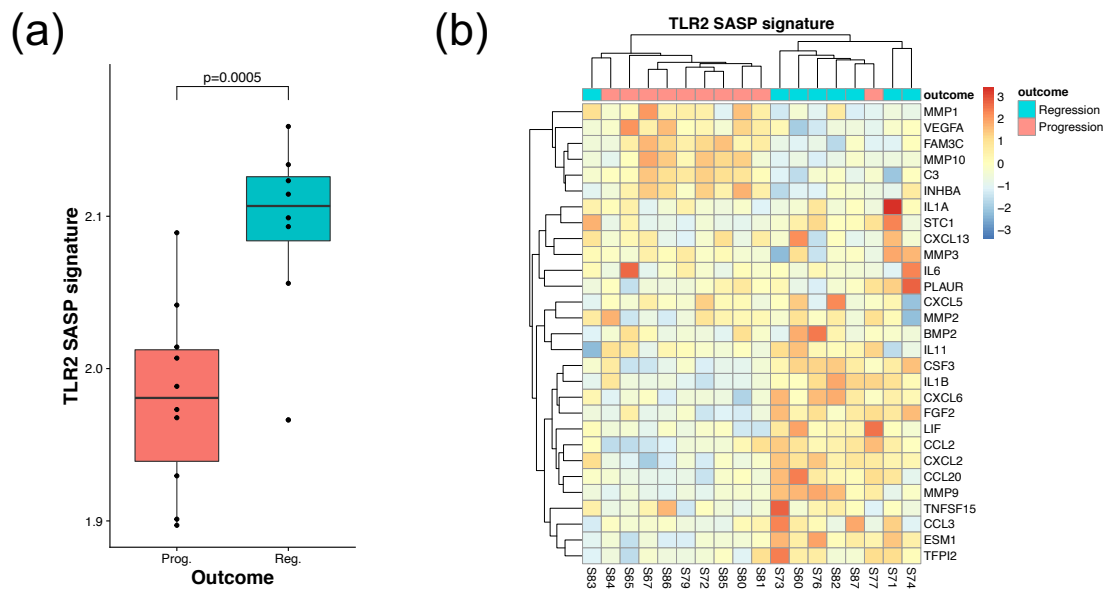 (a)
p=0.0005
TLR2 SASP signature
2.1
2.0
1.9
Prog.
Reg.
Outcome
(b)
TLR2 SASP signature
outcome
MMP1
VEGFA
FAM3C
MMP10
C3
INHBA
IL1A
STC1
CXCL13
MMP3
IL6
PLAUR
CXCL5
MMP2
BMP2
IL11
CSF3
IL1B
CXCL6
FGF2
LIF
CCL2
CXCL2
CCL20
MMP9
TNFSF15
CCL3
ESM1
TFPI2
S83
S84
S65
S67
S86
S79
S72
S85
S80
S81
S73
S60
S76
S82
S87
S77
S71
S74
3
2
1
0
−1
−2
−3
outcome
Regression
Progression